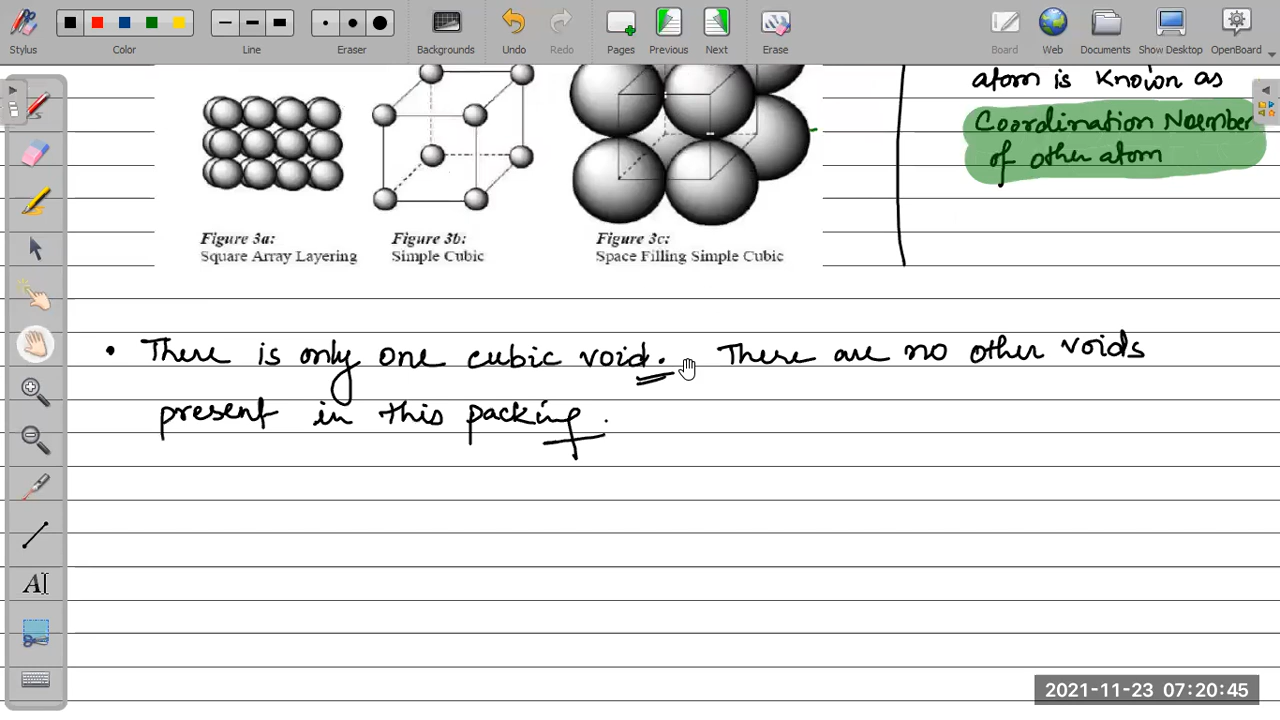 Stylus
Color
Line
Eraser
Backgrounds
Undo
Redo
Pages
Previous
Next
Erase
Board
Web
Documents
Show Desktop
OpenBoard
atom is known as
Coordination Number
of other atom
Figure 3a:
Square Array Layering
Figure 3b:
Simple Cubic
Figure 3c:
Space Filling Simple Cubic
• There is only one cubic void. There are no other voids
present in this packing.
AI
2021-11-23 07:20:45